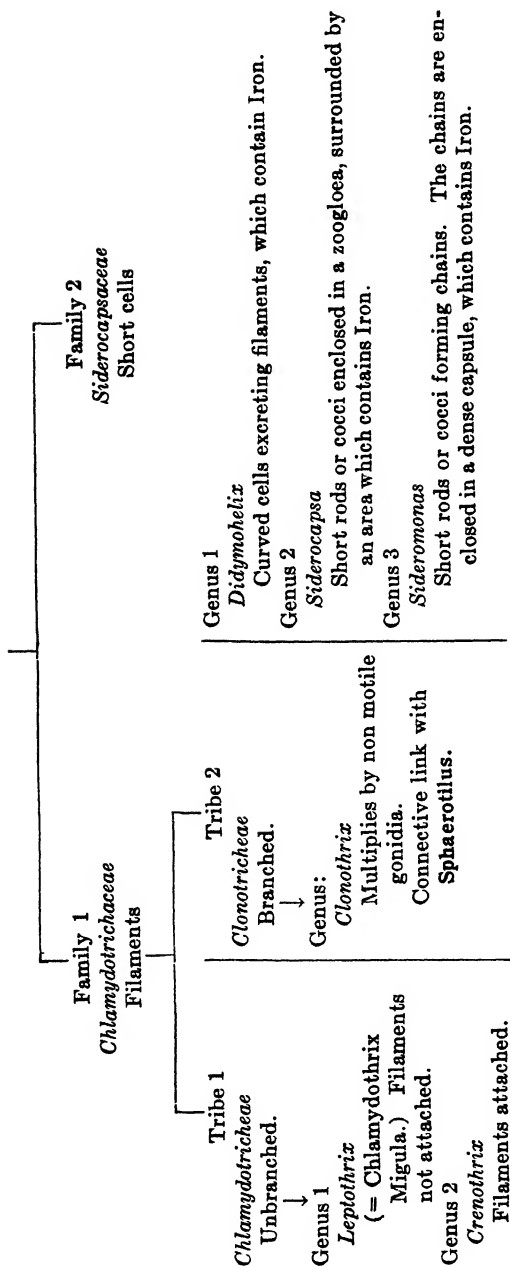 Family 1
Chlamydotrichaceae
Filaments
Tribe 1
Chlamydotricheae
Unbranched.
Genus 1
Leptothrix
(= Chlamydothrix
Migula.) Filaments
not attached.
Genus 2
Crenothrix
Filaments attached.
Tribe 2
Clonotricheae
Branched.
Genus:
Clonothrix
Multiplies by non motile
gonidia.
Connective link with
Sphaerotilus.
Family 2
Siderocapsaceae
Short cells
Genus 1
Didymohelix
Curved cells excreting filaments, which contain Iron.
Genus 2
Siderocapsa
Short rods or cocci enclosed in a zoogloea, surrounded by
an area which contains Iron.
Genus 3
Sideromonas
Short rods or cocci forming chains. The chains are en-
closed in a dense capsule, which contains Iron.